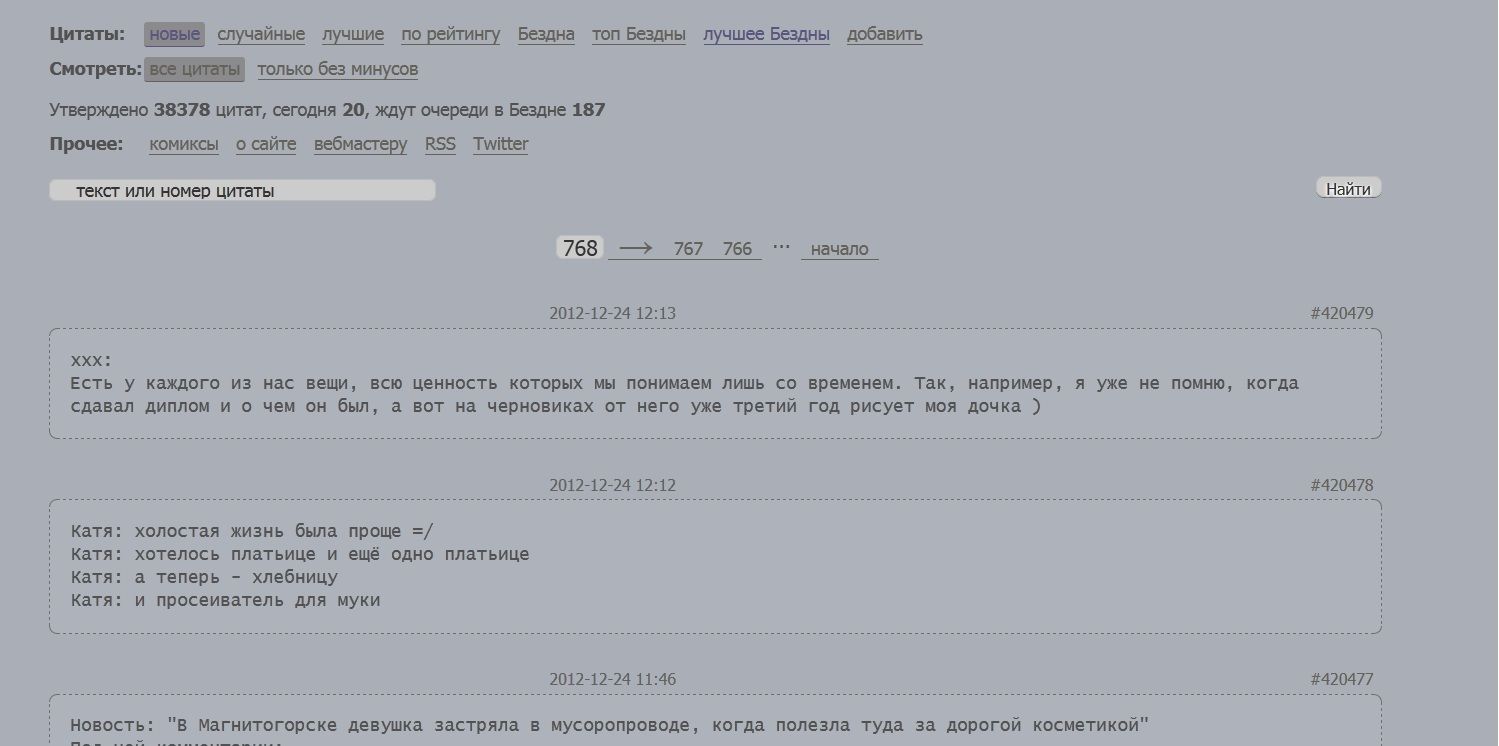 Цитаты: новые случайные лучшие по рейтингу Бездна топ Бездны лучшее Бездны добавить
Смотреть: все цитаты только без минусов
Утверждено 38378 цитат, сегодня 20, ждут очереди в Бездне 187
Прочее: комиксы о сайте вебмастеру RSS Twitter
текст или номер цитаты Найти
768 → 767 766 ... начало
2012-12-24 12:13 #420479
xxx:
Есть у каждого из нас вещи, всю ценность которых мы понимаем лишь со временем. Так, например, я уже не помню, когда
сдавал диплом и о чем он был, а вот на черновиках от него уже третий год рисует моя дочка )
2012-12-24 12:12 #420478
Катя: холостая жизнь была проще =/
Катя: хотелось платьице и ещё одно платьице
Катя: а теперь - хлебницу
Катя: и просеиватель для муки
2012-12-24 11:46 #420477
Новость: "В Магнитогорске девушка застряла в мусоропроводе, когда полезла туда за дорогой косметикой"